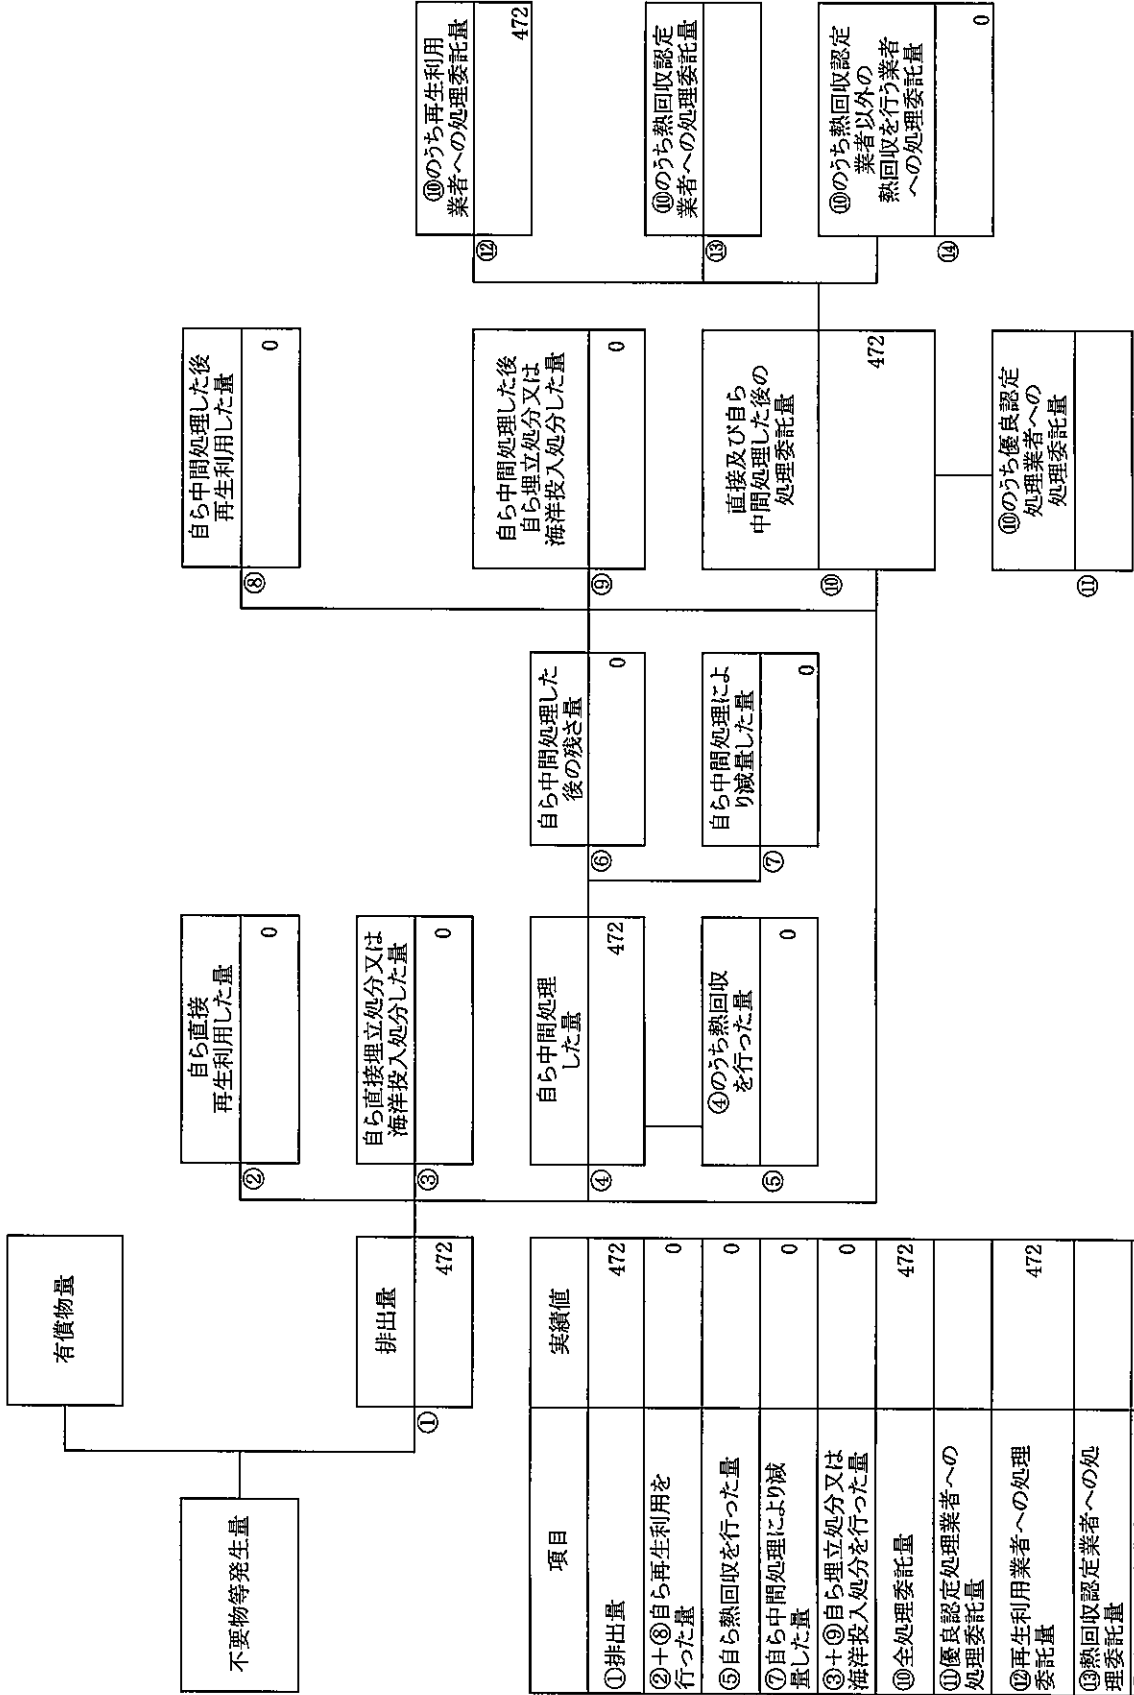 不要物等発生量
有償物量
①
排出量
472
②
自ら直接
再生利用した量
0
③
自ら直接埋立処分又は
海洋投入処分した量
0
④
自ら中間処理
した量
472
⑤
④のうち熱回収
を行った量
0
⑥
自ら中間処理した
後の残さ量
0
⑦
自ら中間処理によ
り減量した量
0
⑧
自ら中間処理した後
再生利用した量
0
⑨
自ら中間処理した後
自ら埋立処分又は
海洋投入処分した量
0
⑩
直接及び自ら
中間処理した後の
処理委託量
472
⑪
⑩のうち優良認定
処理業者への
処理委託量
⑫
⑩のうち再生利用
業者への処理委託量
472
⑬
⑩のうち熱回収認定
業者への処理委託量
⑭
⑩のうち熱回収認定
業者以外の
熱回収を行う業者
への処理委託量
0
項目 実績値
①排出量 472
②+⑧自ら再生利用を
行った量 0
⑤自ら熱回収を行った量 0
⑦自ら中間処理により減
量した量 0
③+⑨自ら埋立処分又は
海洋投入処分を行った量 0
⑩全処理委託量 472
⑪優良認定処理業者への
処理委託量
⑫再生利用業者への処理
委託量 472
⑬熱回収認定業者への処
理委託量